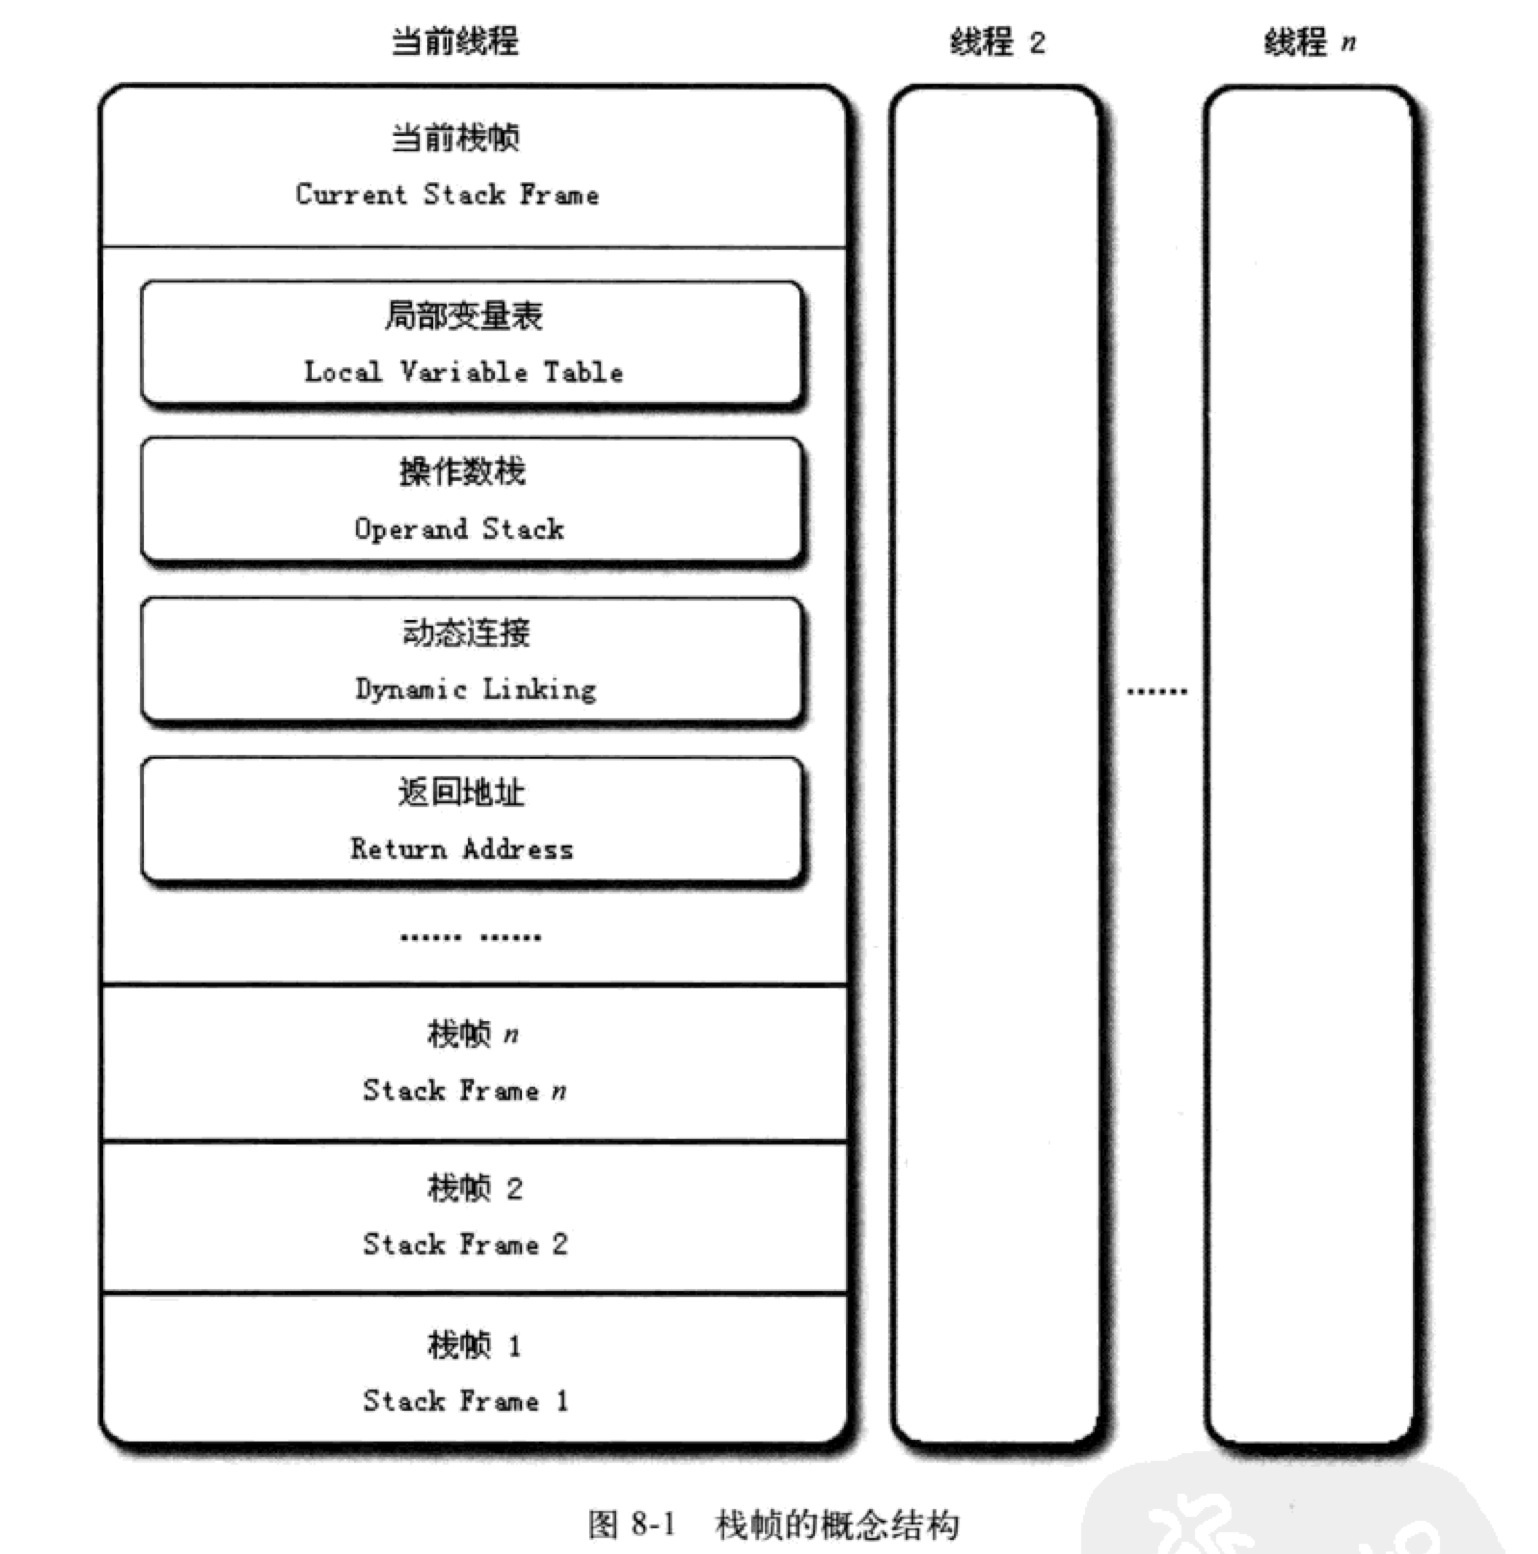 当前线程
线程 2
线程 n
当前栈帧
Current Stack Frame
局部变量表
Local Variable Table
操作数栈
Operand Stack
动态连接
Dynamic Linking
返回地址
Return Address
…… ……
……
栈帧 n
Stack Frame n
栈帧 2
Stack Frame 2
栈帧 1
Stack Frame 1
图 8-1 栈帧的概念结构